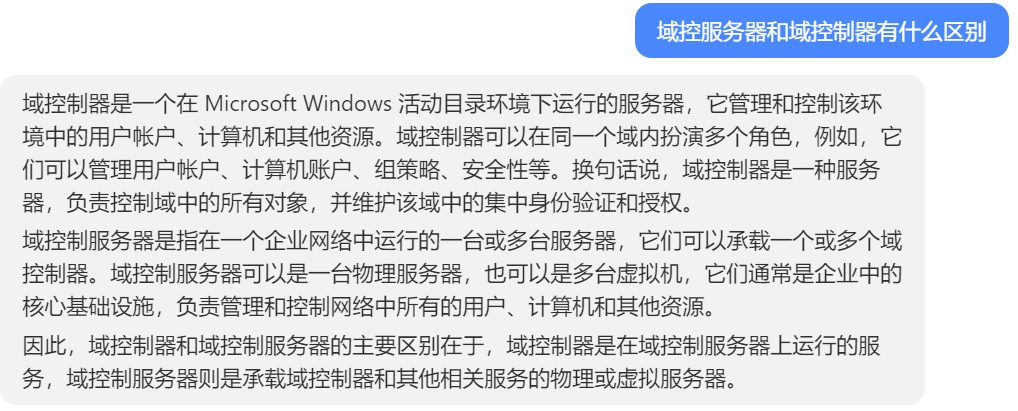 域控服务器和域控制器有什么区别
域控制器是一个在 Microsoft Windows 活动目录环境下运行的服务器，它管理和控制该环
境中的用户帐户、计算机和其他资源。域控制器可以在同一个域内扮演多个角色，例如，它
们可以管理用户帐户、计算机账户、组策略、安全性等。换句话说，域控制器是一种服务
器，负责控制域中的所有对象，并维护该域中的集中身份验证和授权。
域控制服务器是指在一个企业网络中运行的一台或多台服务器，它们可以承载一个或多个域
控制器。域控制服务器可以是一台物理服务器，也可以是多台虚拟机，它们通常是企业中的
核心基础设施，负责管理和控制网络中所有的用户、计算机和其他资源。
因此，域控制器和域控制服务器的主要区别在于，域控制器是在域控制服务器上运行的服
务，域控制服务器则是承载域控制器和其他相关服务的物理或虚拟服务器。